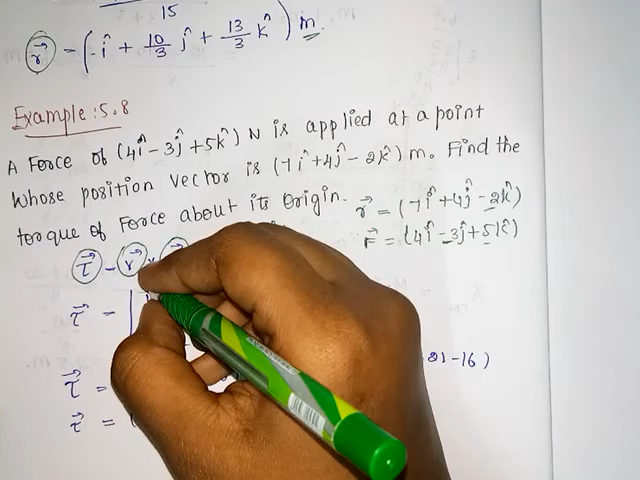 15
r⃗ = (-î + 10/3 ĵ + 13/3 k̂) m
Example:5.8
A Force of (4î - 3ĵ + 5k̂) N is applied at a point
whose position vector is (7î + 4ĵ - 2k̂) m. Find the
torque of Force about its origin.
r⃗ = (7î + 4ĵ - 2k̂)
F⃗ = (4î - 3ĵ + 5k̂)
τ⃗ = r⃗ ×
τ⃗ =
τ⃗ = 21 - 16)
τ⃗ = (